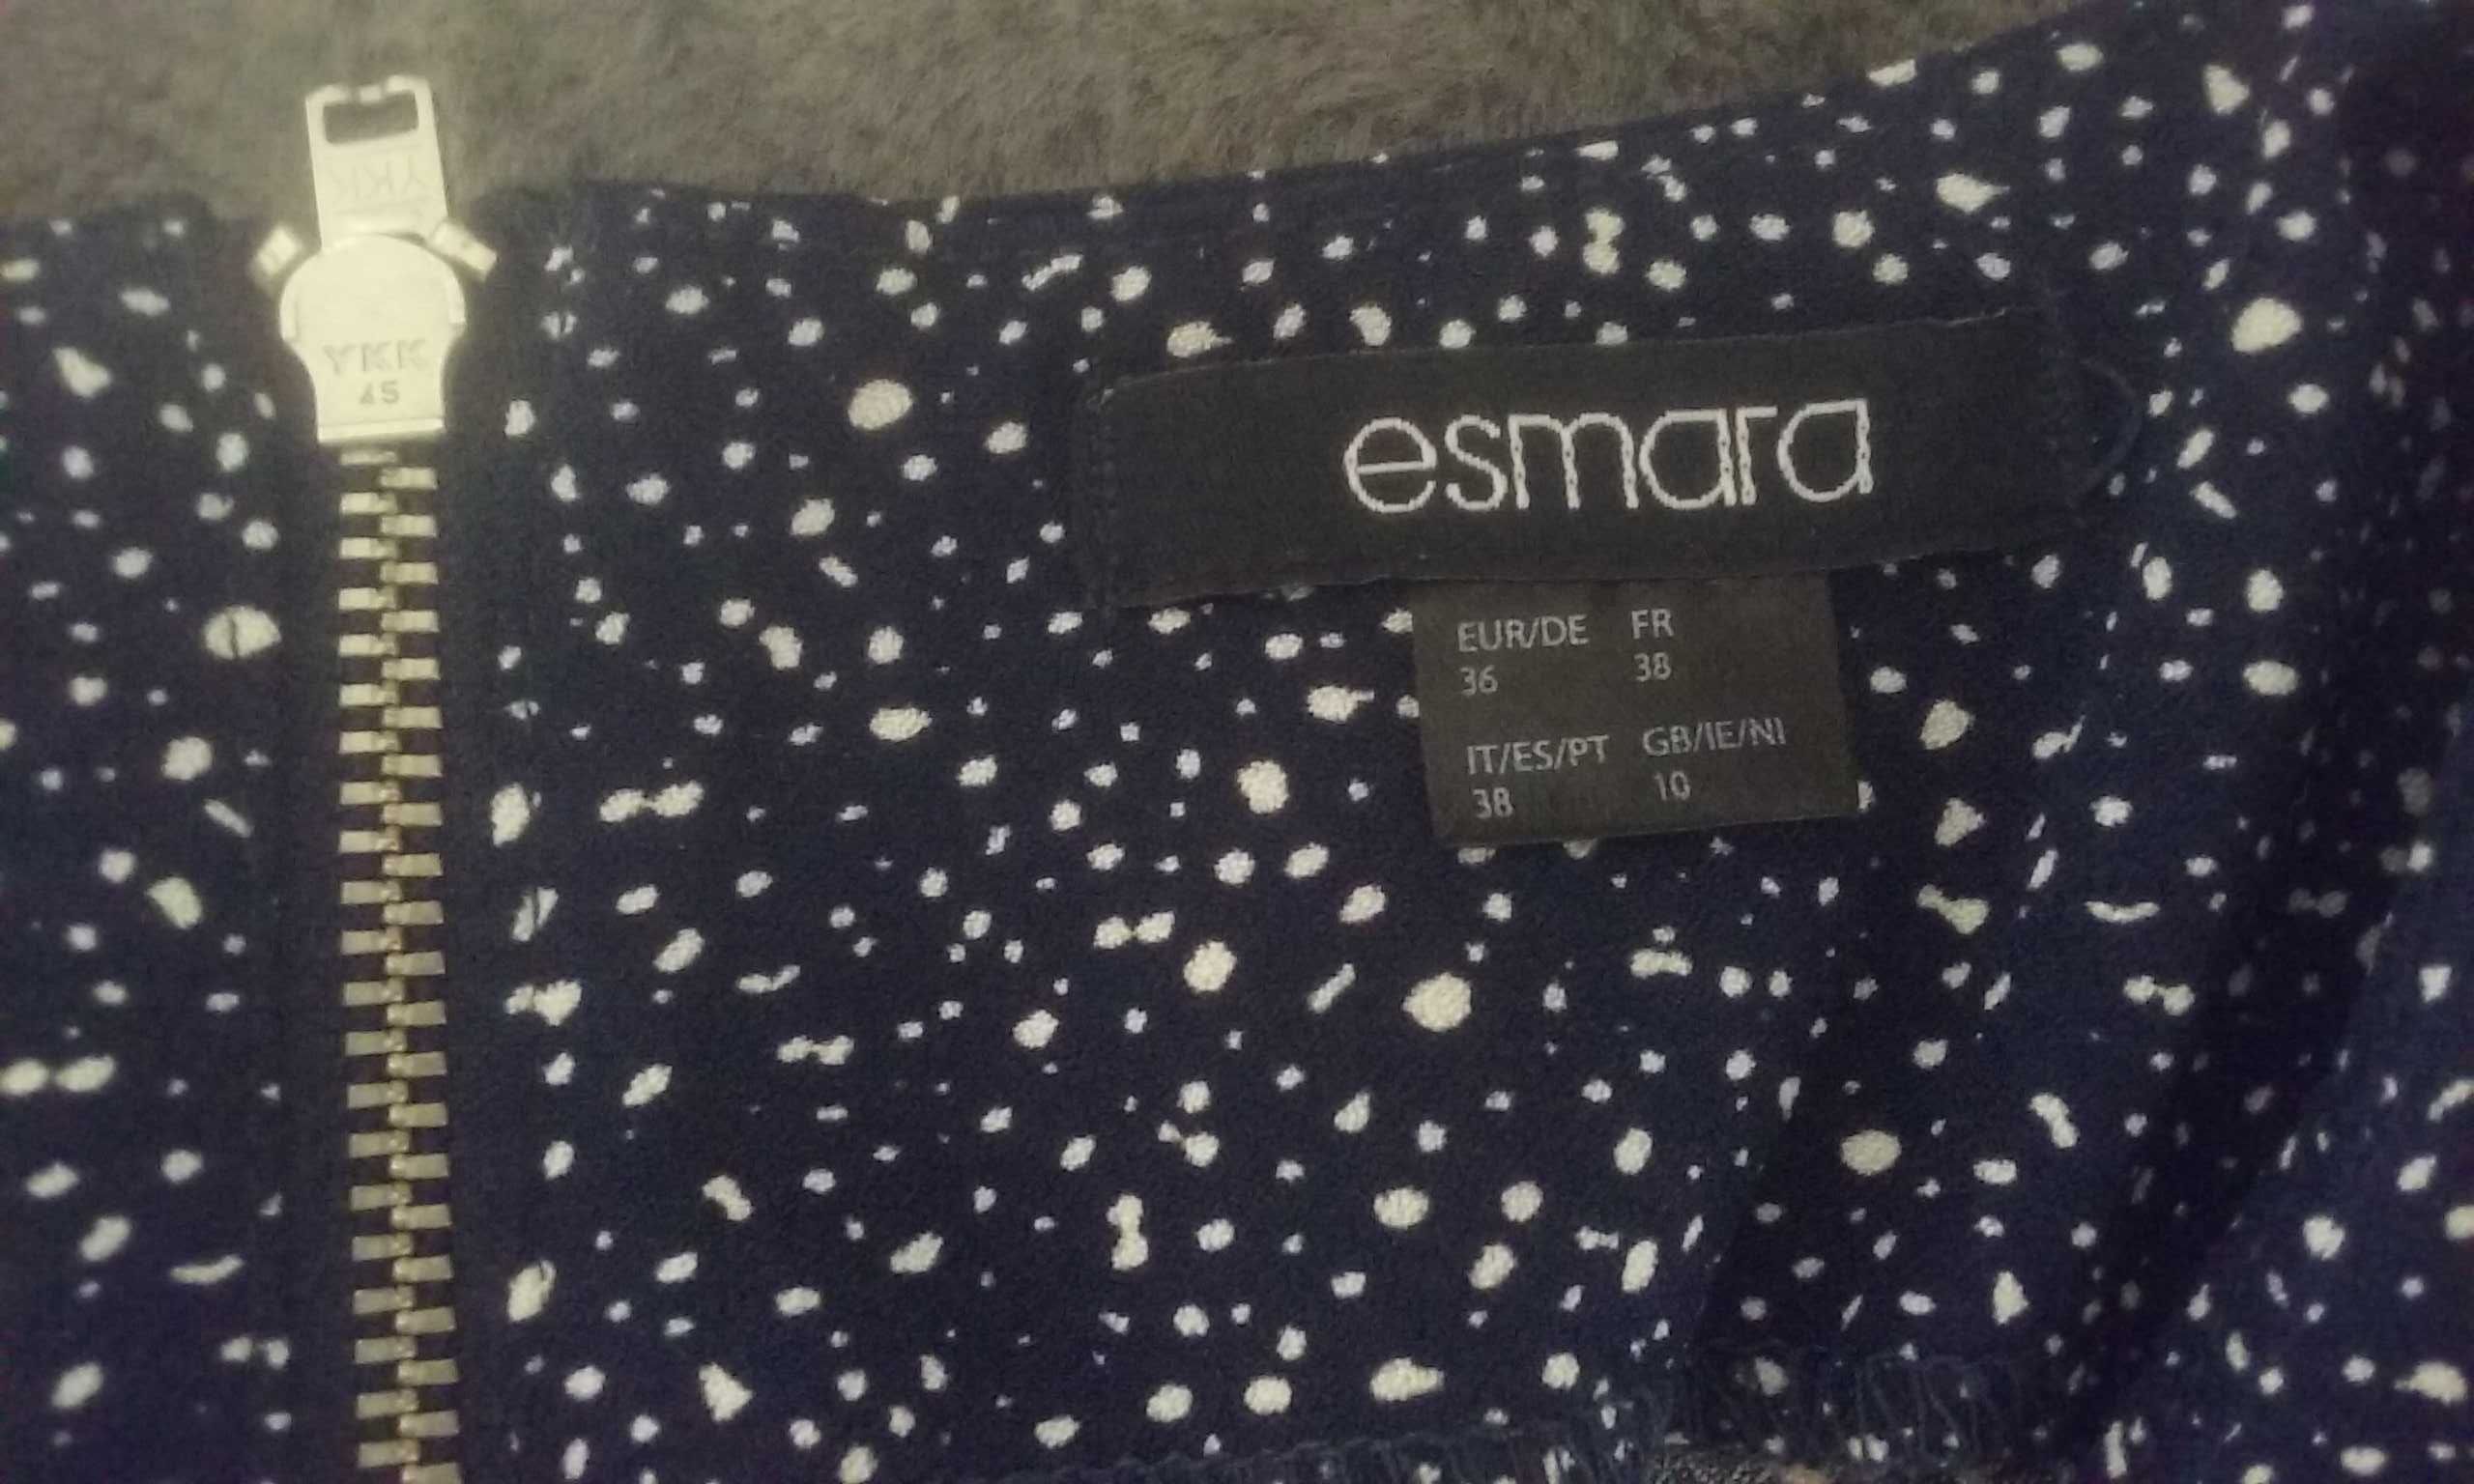 YKK
YKK
45
esmara
EUR/DE FR
36 38
IT/ES/PT GB/IE/NI
38 10